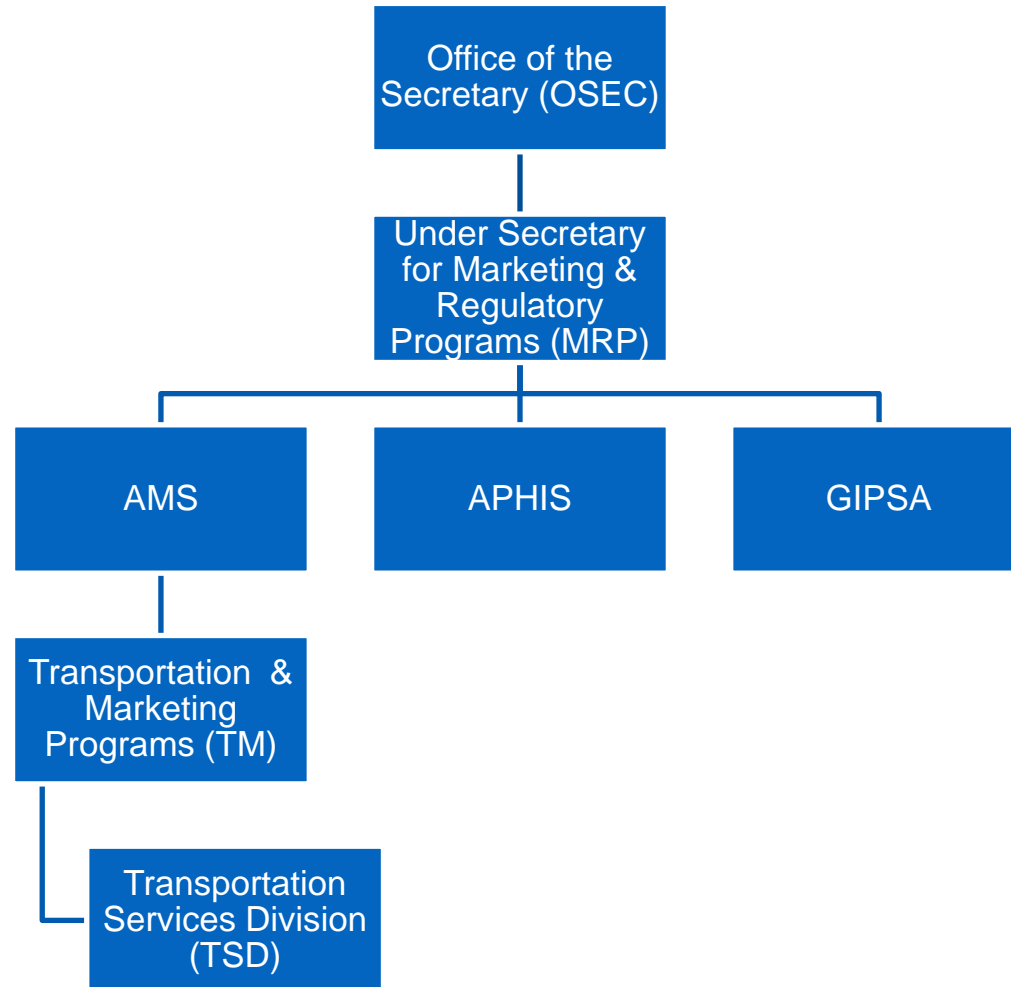 Office of the
Secretary (OSEC)
Under Secretary
for Marketing &
Regulatory
Programs (MRP)
AMS
APHIS
GIPSA
Transportation &
Marketing
Programs (TM)
Transportation
Services Division
(TSD)